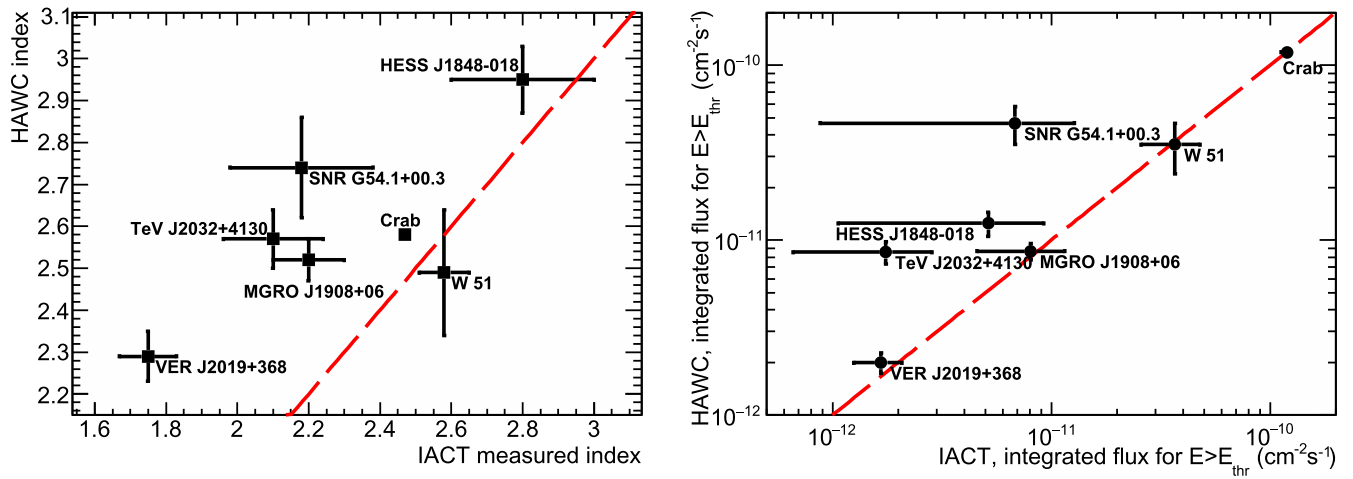 HAWC index
3.1
3
2.9
2.8
2.7
2.6
2.5
2.4
2.3
2.2
HESS J1848-018
SNR G54.1+00.3
TeV J2032+4130
Crab
MGRO J1908+06
W 51
VER J2019+368
1.6
1.8
2
2.2
2.4
2.6
2.8
3
IACT measured index
HAWC, integrated flux for E>E_thr (cm⁻²s⁻¹)
10⁻¹⁰
10⁻¹¹
10⁻¹²
Crab
SNR G54.1+00.3
W 51
HESS J1848-018
TeV J2032+4130
MGRO J1908+06
VER J2019+368
10⁻¹²
10⁻¹¹
10⁻¹⁰
IACT, integrated flux for E>E_thr (cm⁻²s⁻¹)